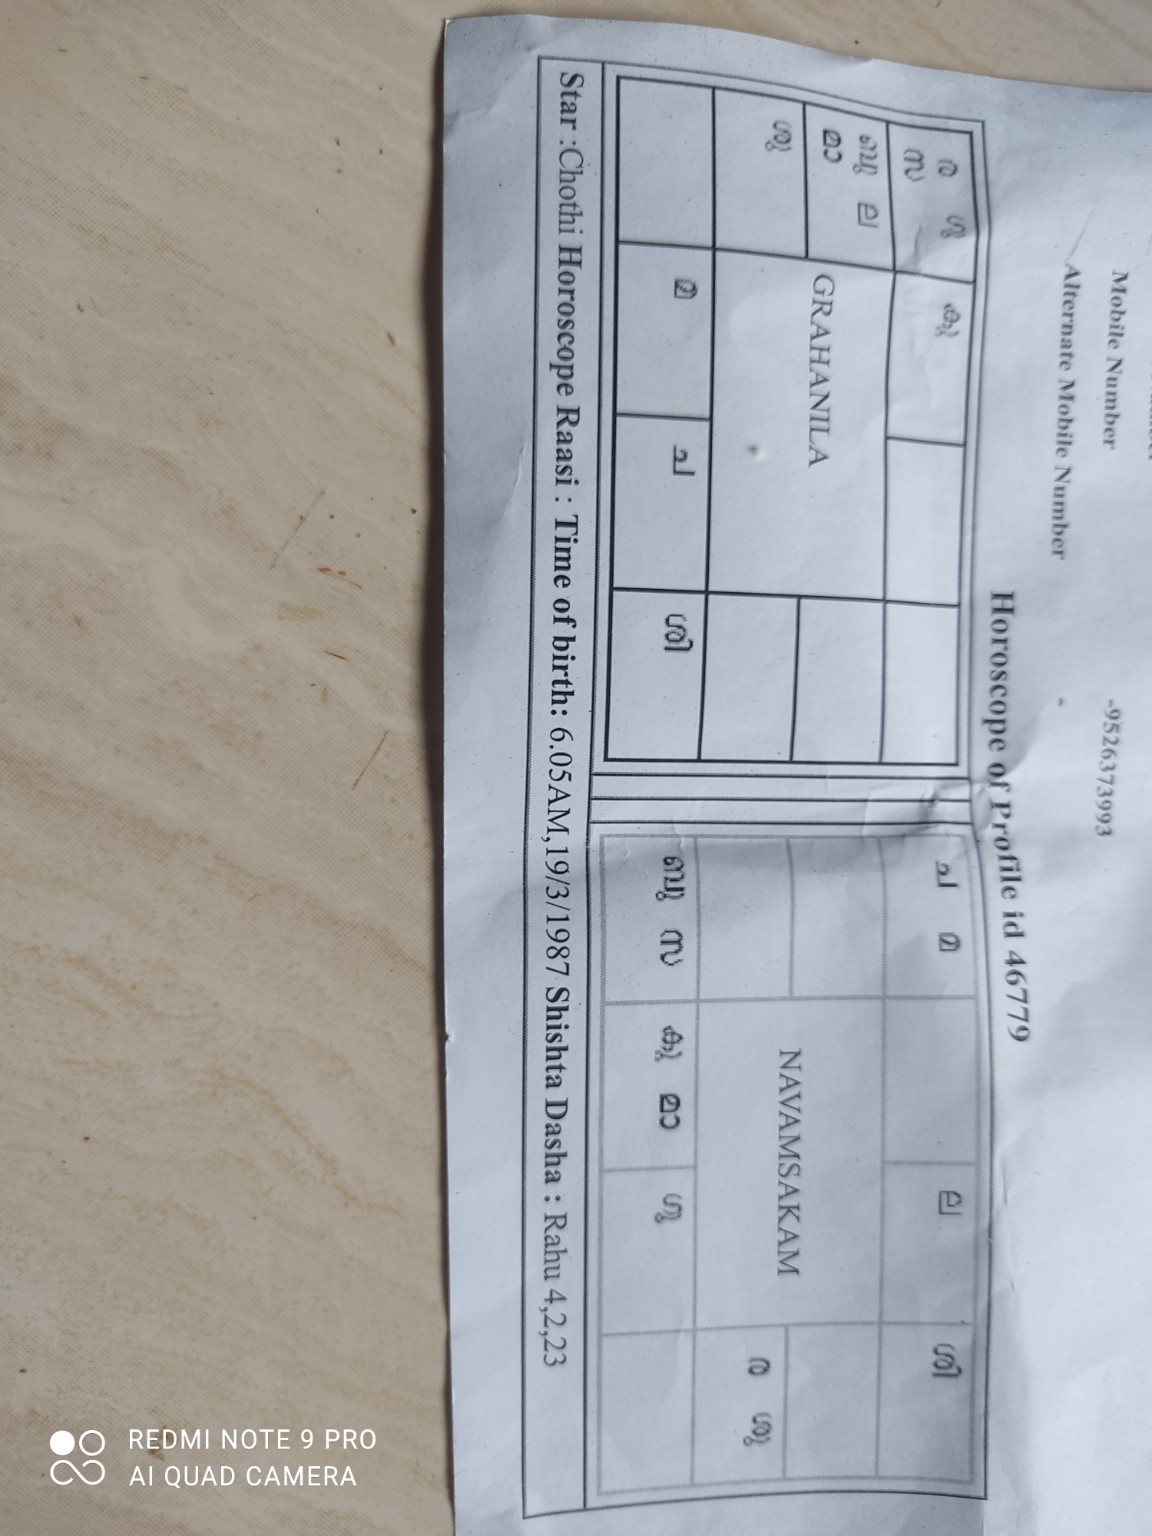 Mobile Number -9526373993
Alternate Mobile Number -
Horoscope of Profile id 46779
ര ഗു കു ച മ ല ശി
സ
ബു ല
മാ GRAHANILA NAVAMSAKAM
ശു ര ശു
മ ച ശി ബു സ കു മാ ഗു
Star :Chothi Horoscope Raasi : Time of birth: 6.05AM,19/3/1987 Shishta Dasha : Rahu 4,2,23
REDMI NOTE 9 PRO
AI QUAD CAMERA